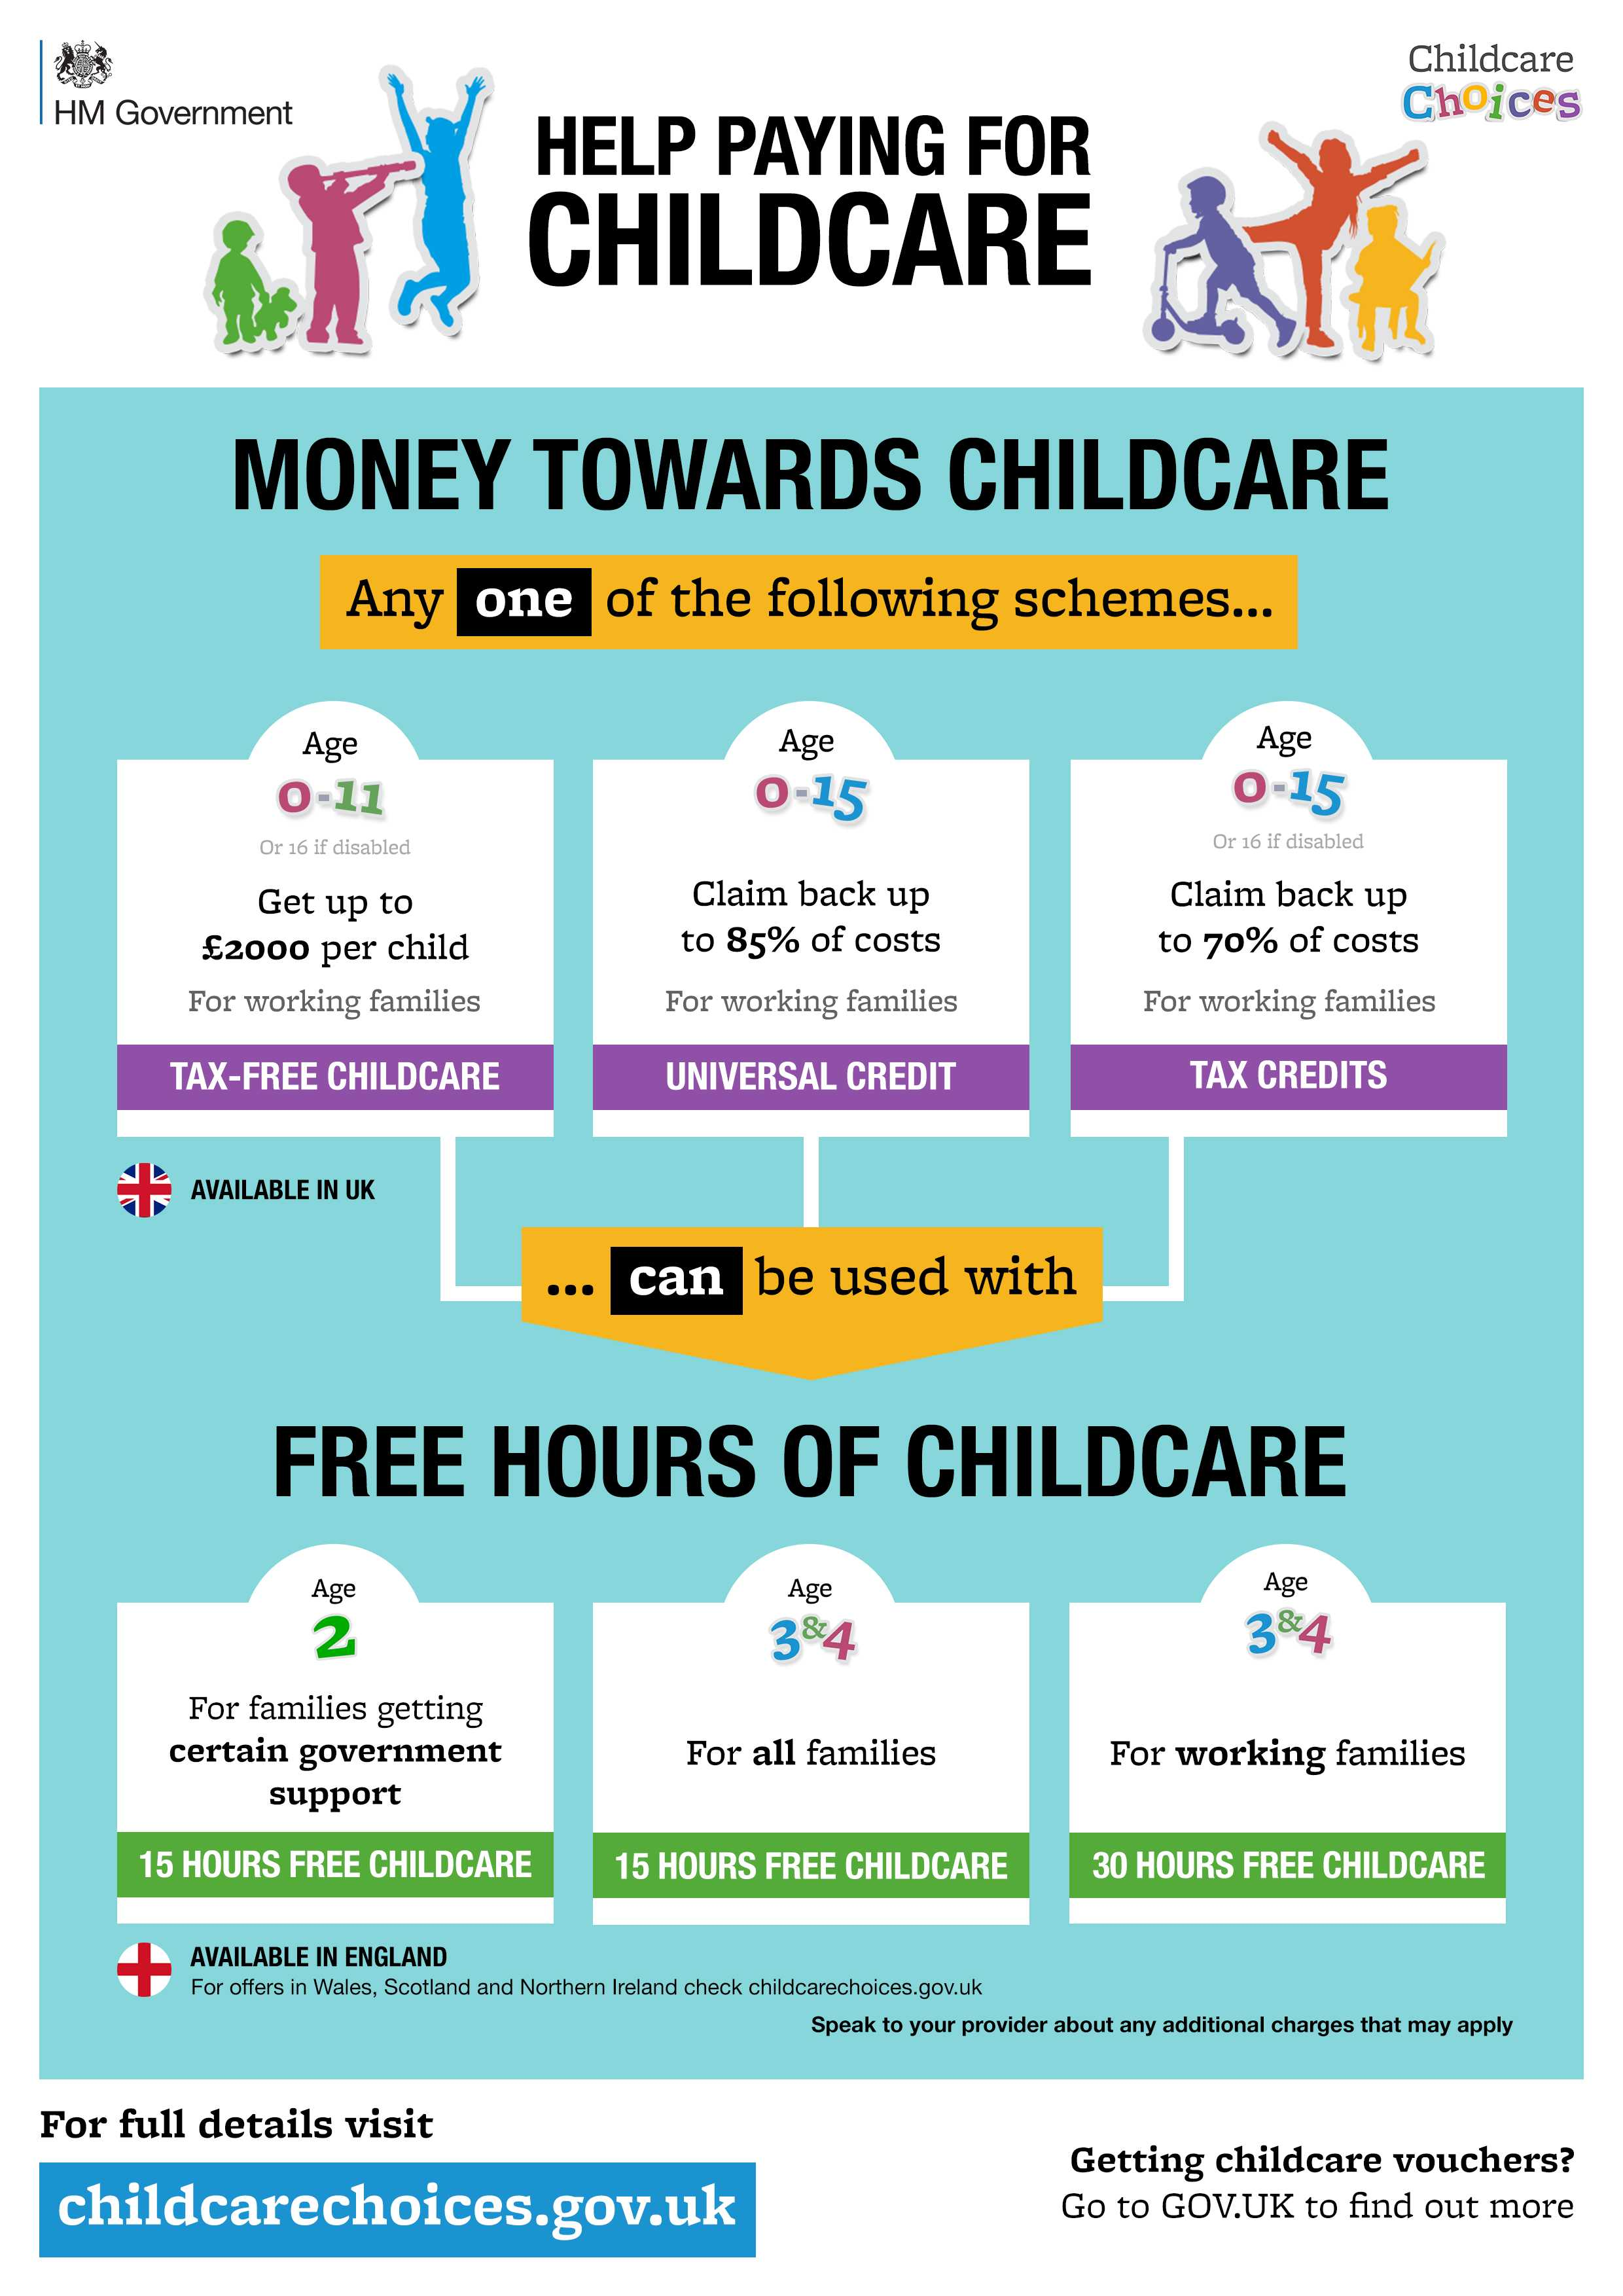 HM Government
Childcare
Choices
HELP PAYING FOR
CHILDCARE
MONEY TOWARDS CHILDCARE
Any one of the following schemes...
Age
0-11
Or 16 if disabled
Get up to
£2000 per child
For working families
TAX-FREE CHILDCARE
Age
0-15
Claim back up
to 85% of costs
For working families
UNIVERSAL CREDIT
Age
0-15
Or 16 if disabled
Claim back up
to 70% of costs
For working families
TAX CREDITS
AVAILABLE IN UK
... can be used with
FREE HOURS OF CHILDCARE
Age
2
For families getting
certain government
support
15 HOURS FREE CHILDCARE
Age
3&4
For all families
15 HOURS FREE CHILDCARE
Age
3&4
For working families
30 HOURS FREE CHILDCARE
AVAILABLE IN ENGLAND
For offers in Wales, Scotland and Northern Ireland check childcarechoices.gov.uk
Speak to your provider about any additional charges that may apply
For full details visit
childcarechoices.gov.uk
Getting childcare vouchers?
Go to GOV.UK to find out more